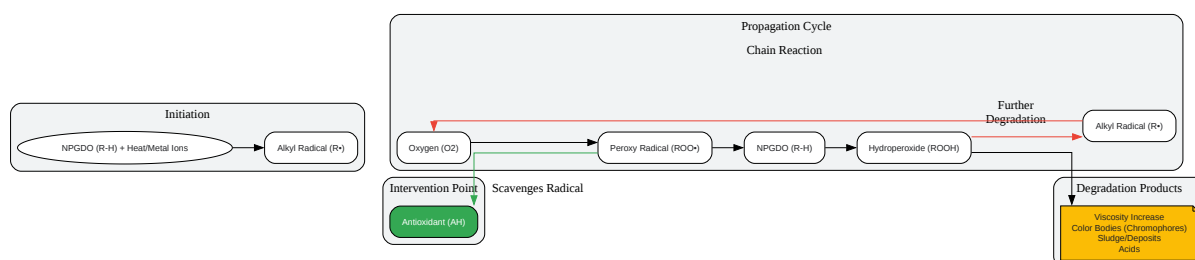 Propagation Cycle
Chain Reaction
Initiation
NPGDO (R-H) + Heat/Metal Ions
Alkyl Radical (R•)
Oxygen (O2)
Peroxy Radical (ROO•)
NPGDO (R-H)
Hydroperoxide (ROOH)
Further
Degradation
Alkyl Radical (R•)
Intervention Point
Scavenges Radical
Antioxidant (AH)
Degradation Products
Viscosity Increase
Color Bodies (Chromophores)
Sludge/Deposits
Acids